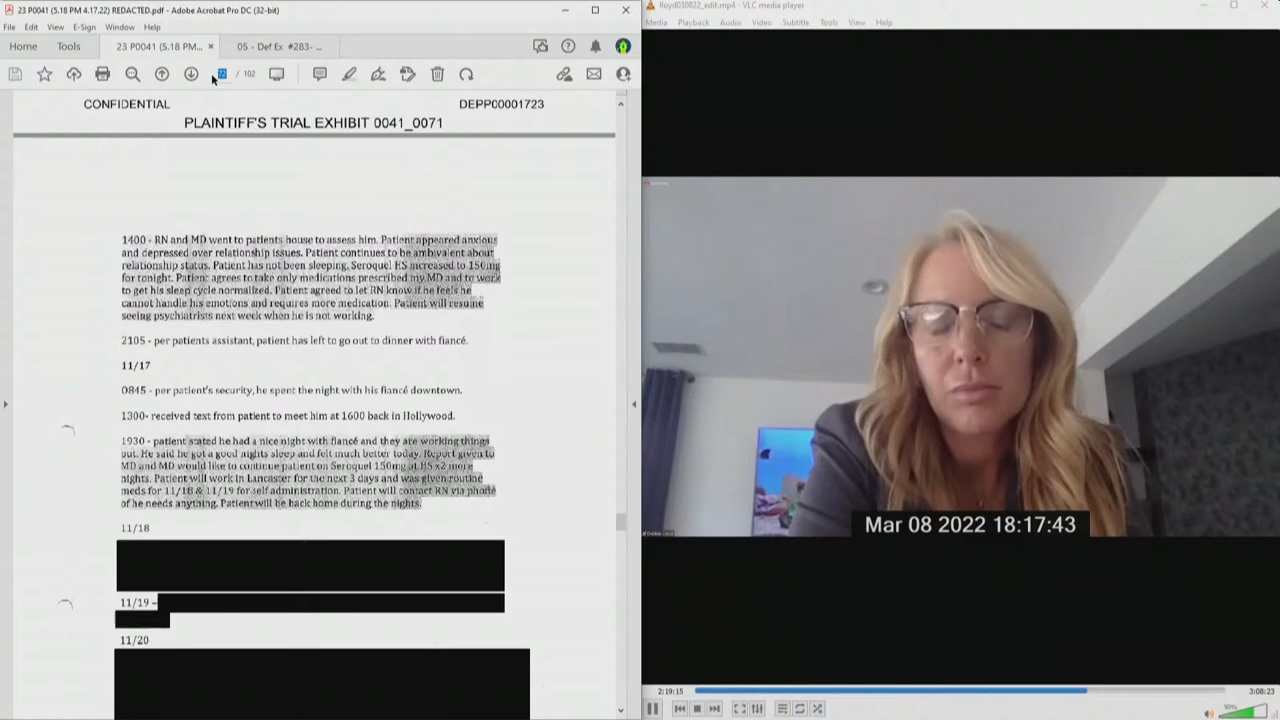 23 P0041 (5.18 PM 4.17.22) REDACTED.pdf - Adobe Acrobat Pro DC (32-bit)
File Edit View E-Sign Window Help
Home Tools 23 P0041 (5.18 PM... × 05 - Def Ex #283- ...
72 / 102
CONFIDENTIAL DEPP00001723
PLAINTIFF'S TRIAL EXHIBIT 0041_0071
1400 - RN and MD went to patients house to assess him. Patient appeared anxious
and depressed over relationship issues. Patient continues to be ambivalent about
relationship status. Patient has not been sleeping. Seroquel HS increased to 150mg
for tonight. Patient agrees to take only medications prescribed my MD and to work
to get his sleep cycle normalized. Patient agreed to let RN know if he feels he
cannot handle his emotions and requires more medication. Patient will resume
seeing psychiatrists next week when he is not working.
2105 - per patients assistant, patient has left to go out to dinner with fiancé.
11/17
0845 - per patient's security, he spent the night with his fiancé downtown.
1300- received text from patient to meet him at 1600 back in Hollywood.
1930 - patient stated he had a nice night with fiancé and they are working things
out. He said he got a good nights sleep and felt much better today. Report given to
MD and MD would like to continue patient on Seroquel 150mg at HS x2 more
nights. Patient will work in Lancaster for the next 3 days and was given routine
meds for 11/18 & 11/19 for self administration. Patient will contact RN via phone
of he needs anything. Patient will be back home during the nights.
11/18
11/19 –
11/20
lloyd030822_edit.mp4 - VLC media player
Media Playback Audio Video Subtitle Tools View Help
Mar 08 2022 18:17:43
2:19:15 3:08:23
90%